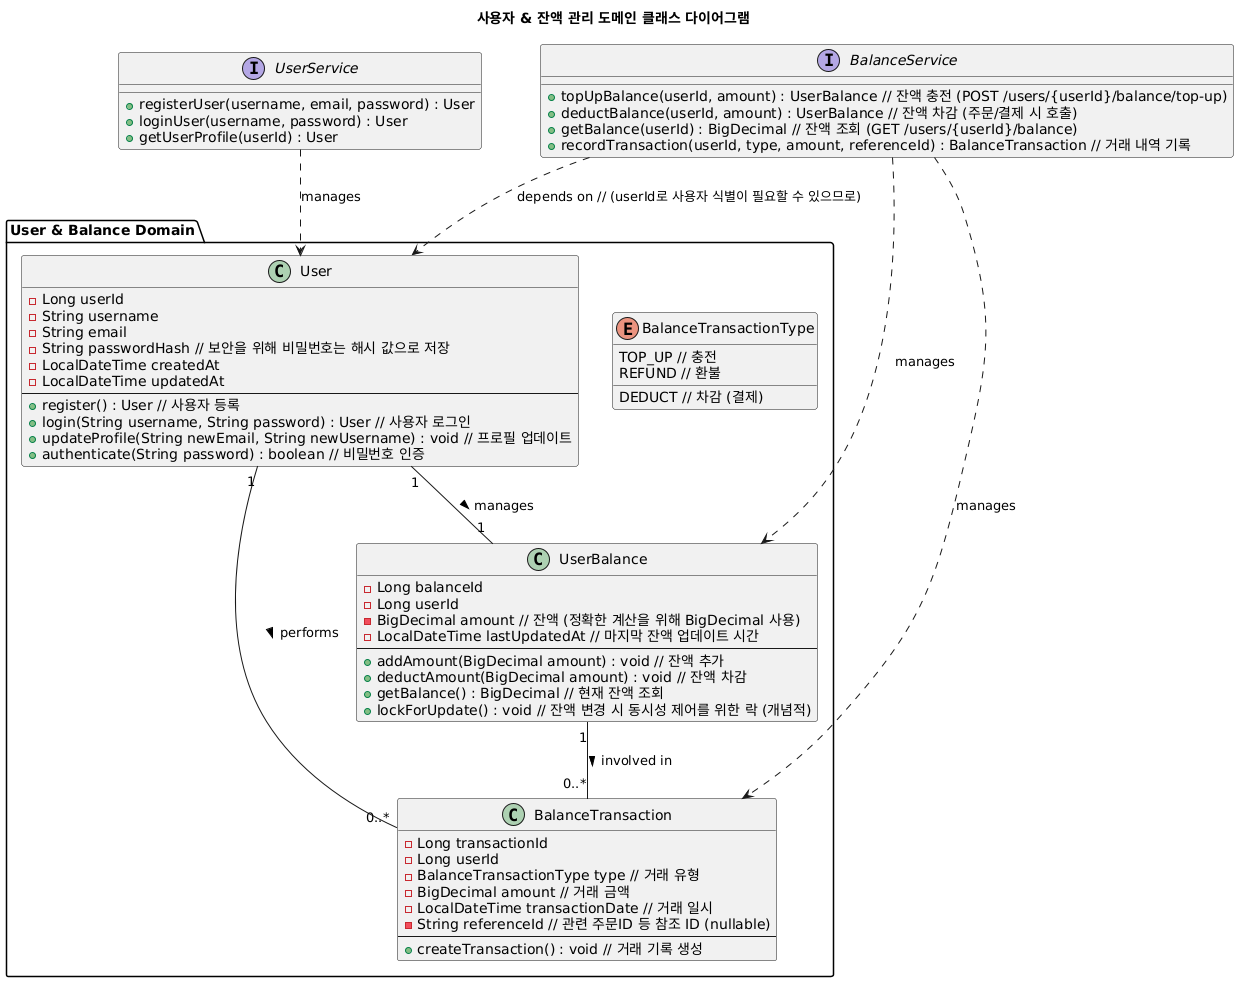 사용자 & 잔액 관리 도메인 클래스 다이어그램
I UserService
registerUser(username, email, password) : User
loginUser(username, password) : User
getUserProfile(userId) : User
I BalanceService
topUpBalance(userId, amount) : UserBalance // 잔액 충전 (POST /users/{userId}/balance/top-up)
deductBalance(userId, amount) : UserBalance // 잔액 차감 (주문/결제 시 호출)
getBalance(userId) : BigDecimal // 잔액 조회 (GET /users/{userId}/balance)
recordTransaction(userId, type, amount, referenceId) : BalanceTransaction // 거래 내역 기록
manages
depends on // (userId로 사용자 식별이 필요할 수 있으므로)
User & Balance Domain
C User
Long userId
String username
String email
String passwordHash // 보안을 위해 비밀번호는 해시 값으로 저장
LocalDateTime createdAt
LocalDateTime updatedAt
register() : User // 사용자 등록
login(String username, String password) : User // 사용자 로그인
updateProfile(String newEmail, String newUsername) : void // 프로필 업데이트
authenticate(String password) : boolean // 비밀번호 인증
E BalanceTransactionType
TOP_UP // 충전
REFUND // 환불
DEDUCT // 차감 (결제)
manages
1
1
manages
1
manages
C UserBalance
Long balanceId
Long userId
BigDecimal amount // 잔액 (정확한 계산을 위해 BigDecimal 사용)
LocalDateTime lastUpdatedAt // 마지막 잔액 업데이트 시간
addAmount(BigDecimal amount) : void // 잔액 추가
deductAmount(BigDecimal amount) : void // 잔액 차감
getBalance() : BigDecimal // 현재 잔액 조회
lockForUpdate() : void // 잔액 변경 시 동시성 제어를 위한 락 (개념적)
performs
1
involved in
0..*
0..*
C BalanceTransaction
Long transactionId
Long userId
BalanceTransactionType type // 거래 유형
BigDecimal amount // 거래 금액
LocalDateTime transactionDate // 거래 일시
String referenceId // 관련 주문ID 등 참조 ID (nullable)
createTransaction() : void // 거래 기록 생성